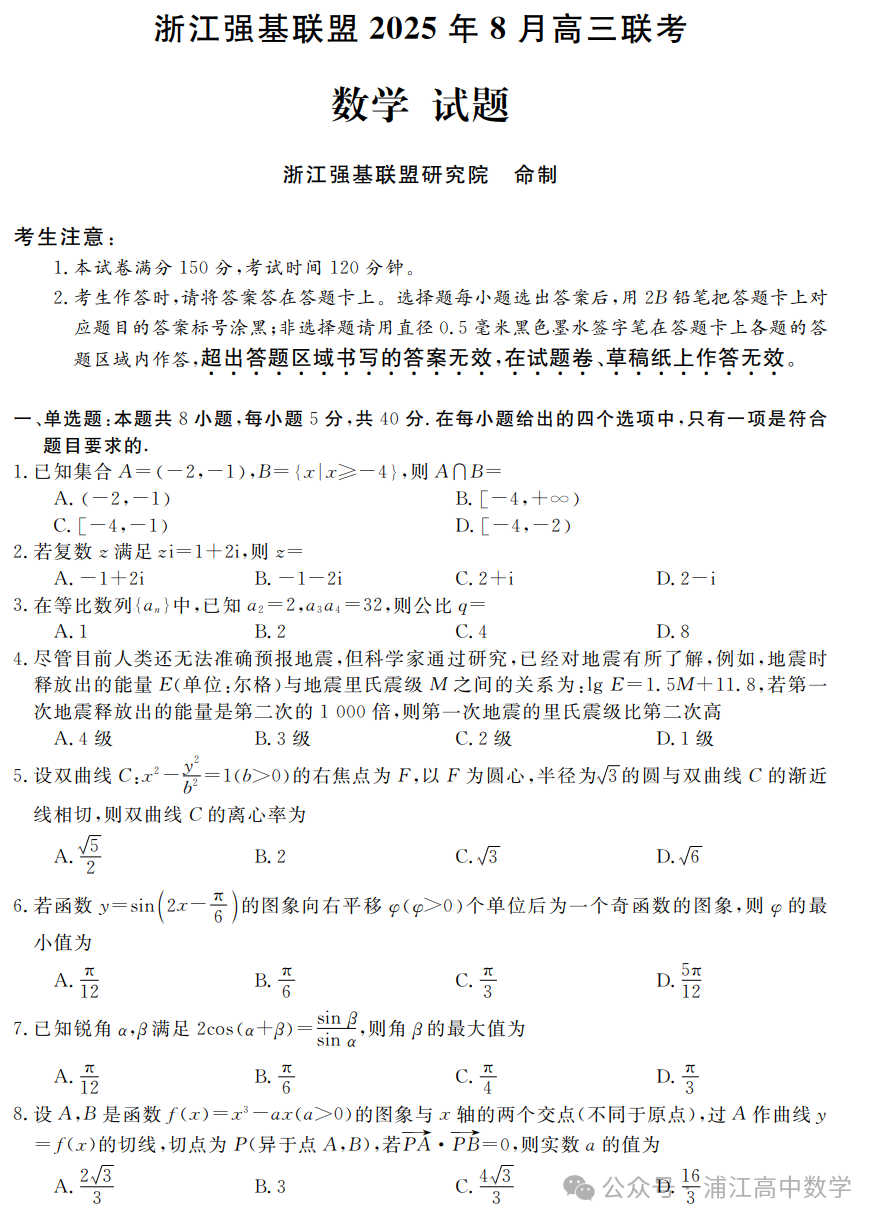 浙江强基联盟 2025 年 8 月高三联考
数学 试题
浙江强基联盟研究院 命制
考生注意:
1. 本试卷满分 150 分,考试时间 120 分钟。
2. 考生作答时,请将答案答在答题卡上。选择题每小题选出答案后,用 2B 铅笔把答题卡上对
应题目的答案标号涂黑;非选择题请用直径 0.5 毫米黑色墨水签字笔在答题卡上各题的答
题区域内作答,超出答题区域书写的答案无效,在试题卷、草稿纸上作答无效。
一、单选题:本题共 8 小题,每小题 5 分,共 40 分. 在每小题给出的四个选项中,只有一项是符合
题目要求的.
1. 已知集合 A=(-2,-1),B={x|x≥-4},则 A∩B=
A. (-2,-1) B. [-4,+∞)
C. [-4,-1) D. [-4,-2)
2. 若复数 z 满足 zi=1+2i,则 z=
A. -1+2i B. -1-2i C. 2+i D. 2-i
3. 在等比数列{aₙ}中,已知 a₂=2,a₃a₄=32,则公比 q=
A. 1 B. 2 C. 4 D. 8
4. 尽管目前人类还无法准确预报地震,但科学家通过研究,已经对地震有所了解,例如,地震时
释放出的能量 E(单位:尔格)与地震里氏震级 M 之间的关系为:lg E=1.5M+11.8,若第一
次地震释放出的能量是第二次的 1 000 倍,则第一次地震的里氏震级比第二次高
A. 4 级 B. 3 级 C. 2 级 D. 1 级
5. 设双曲线 C:x²-y²/b²=1(b>0)的右焦点为 F,以 F 为圆心,半径为√3的圆与双曲线 C 的渐近
线相切,则双曲线 C 的离心率为
A. √5/2 B. 2 C. √3 D. √6
6. 若函数 y=sin(2x-π/6)的图象向右平移 φ(φ>0)个单位后为一个奇函数的图象,则 φ 的最
小值为
A. π/12 B. π/6 C. π/3 D. 5π/12
7. 已知锐角 α,β 满足 2cos(α+β)=sin β/sin α,则角 β 的最大值为
A. π/12 B. π/6 C. π/4 D. π/3
8. 设 A,B 是函数 f(x)=x³-ax(a>0)的图象与 x 轴的两个交点(不同于原点),过 A 作曲线 y
=f(x)的切线,切点为 P(异于点 A,B),若PA→·PB→=0,则实数 a 的值为
A. 2√3/3 B. 3 C. 4√3/3 D. 16/3
公众号·浦江高中数学